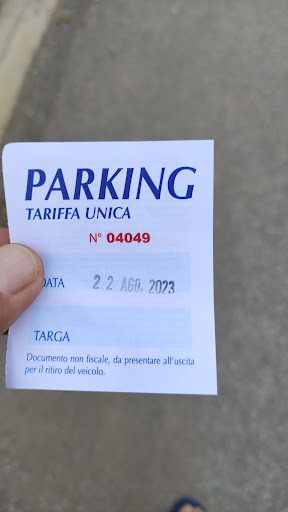 PARKING
TARIFFA UNICA
N° 04049
DATA 22 AGO. 2023
TARGA
Documento non fiscale, da presentare all'uscita
per il ritiro del veicolo.